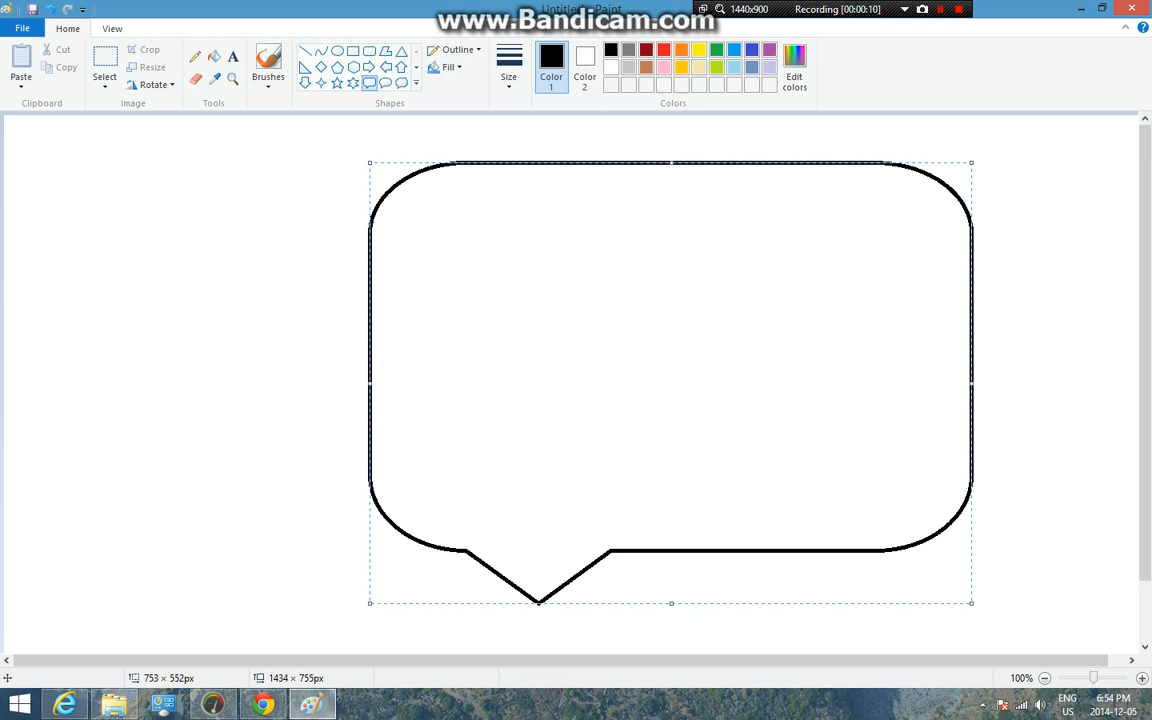 Untitled - Paint
www.Bandicam.com
1440x900
Recording [00:00:10]
File
Home
View
Paste
Cut
Copy
Clipboard
Select
Crop
Resize
Rotate
Image
A
Tools
Brushes
Outline
Fill
Shapes
Size
Color
1
Color
2
Edit
colors
Colors
753 × 552px
1434 × 755px
100%
ENG
US
6:54 PM
2014-12-05